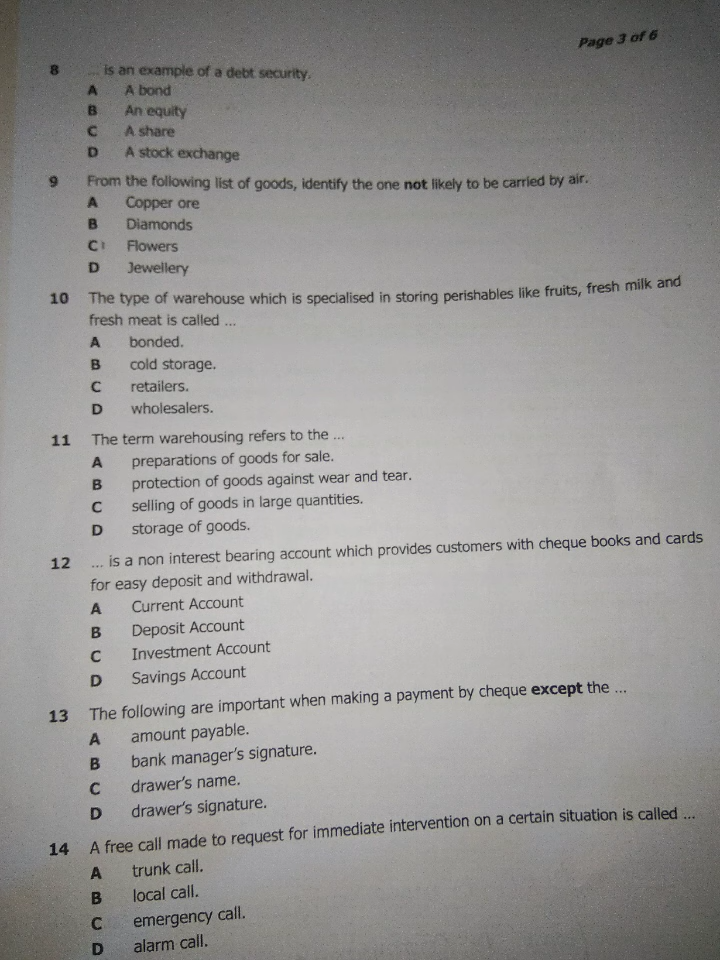 Page 3 of 6
8 ... is an example of a debt security.
A A bond
B An equity
C A share
D A stock exchange
9 From the following list of goods, identify the one not likely to be carried by air.
A Copper ore
B Diamonds
C Flowers
D Jewellery
10 The type of warehouse which is specialised in storing perishables like fruits, fresh milk and
fresh meat is called ...
A bonded.
B cold storage.
C retailers.
D wholesalers.
11 The term warehousing refers to the ...
A preparations of goods for sale.
B protection of goods against wear and tear.
C selling of goods in large quantities.
D storage of goods.
12 ... is a non interest bearing account which provides customers with cheque books and cards
for easy deposit and withdrawal.
A Current Account
B Deposit Account
C Investment Account
D Savings Account
13 The following are important when making a payment by cheque except the ...
A amount payable.
B bank manager's signature.
C drawer's name.
D drawer's signature.
14 A free call made to request for immediate intervention on a certain situation is called ...
A trunk call.
B local call.
C emergency call.
D alarm call.